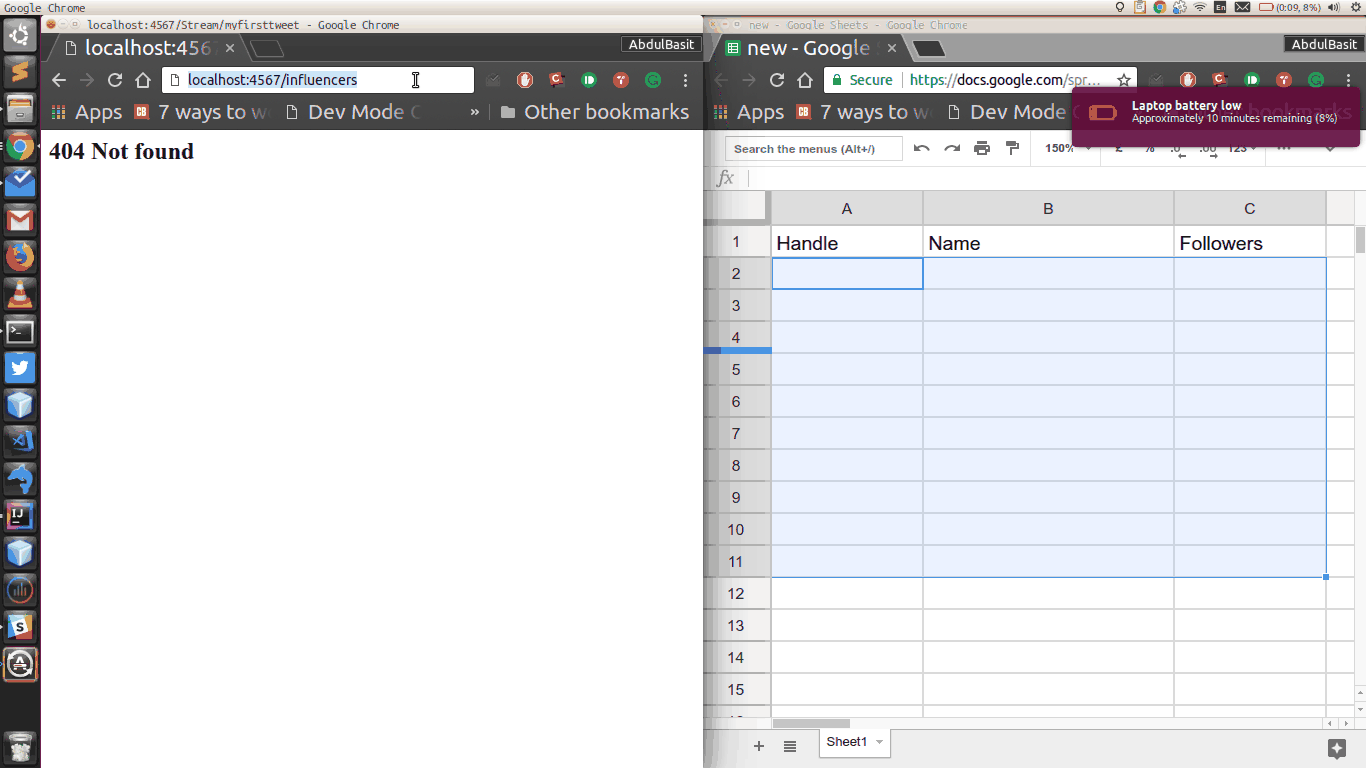 Google Chrome
(0:09, 8%)
En
localhost:4567/Stream/myfirsttweet - Google Chrome
localhost:456
AbdulBasit
localhost:4567/influencers
Apps
7 ways to w
Dev Mode
»
Other bookmarks
404 Not found
new - Google Sheets - Google Chrome
new - Google
AbdulBasit
Secure
https://docs.google.com/spr...
Apps
7 ways to w
Dev Mode
Laptop battery low
Approximately 10 minutes remaining (8%)
Search the menus (Alt+/)
150%
fx
A B C
1 Handle Name Followers
2
3
4
5
6
7
8
9
10
11
12
13
14
15
Sheet1